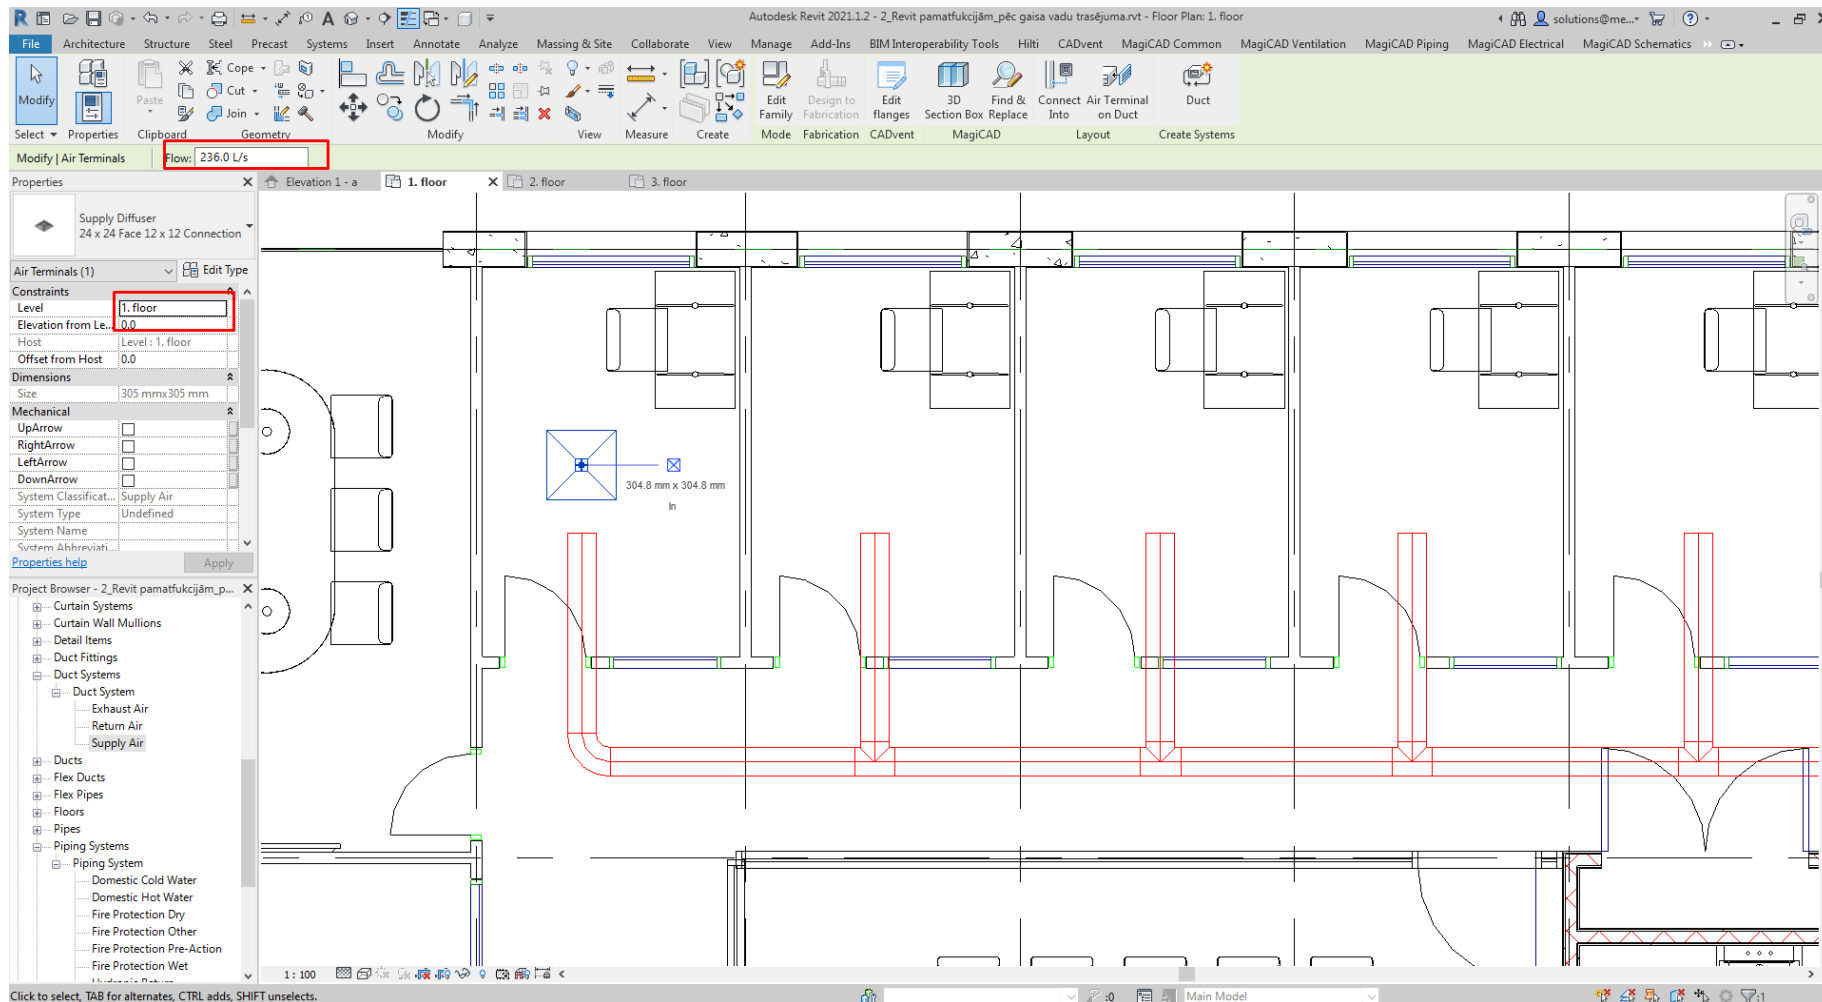 Autodesk Revit 2021.1.2 - 2_Revit pamatfukcijām_pēc gaisa vadu trasējuma.rvt - Floor Plan: 1. floor
solutions@me...
File Architecture Structure Steel Precast Systems Insert Annotate Analyze Massing & Site Collaborate View Manage Add-Ins BIM Interoperability Tools Hilti CADvent MagiCAD Common MagiCAD Ventilation MagiCAD Piping MagiCAD Electrical MagiCAD Schematics
Cope
Cut
Join
Modify
Paste
Edit Family
Design to Fabrication
Edit flanges
3D Section Box
Find & Replace
Connect Into
Air Terminal on Duct
Duct
Select Properties Clipboard Geometry Modify View Measure Create Mode Fabrication CADvent MagiCAD Layout Create Systems
Modify | Air Terminals Flow: 236.0 L/s
Properties
Elevation 1 - a 1. floor 2. floor 3. floor
Supply Diffuser
24 x 24 Face 12 x 12 Connection
Air Terminals (1) Edit Type
Constraints
Level 1. floor
Elevation from Le... 0.0
Host Level : 1. floor
Offset from Host 0.0
Dimensions
Size 305 mmx305 mm
Mechanical
UpArrow
RightArrow
LeftArrow
DownArrow
System Classificat... Supply Air
System Type Undefined
System Name
System Abbreviati...
Properties help Apply
304.8 mm x 304.8 mm
In
Project Browser - 2_Revit pamatfukcijām_p...
Curtain Systems
Curtain Wall Mullions
Detail Items
Duct Fittings
Duct Systems
Duct System
Exhaust Air
Return Air
Supply Air
Ducts
Flex Ducts
Flex Pipes
Floors
Pipes
Piping Systems
Piping System
Domestic Cold Water
Domestic Hot Water
Fire Protection Dry
Fire Protection Other
Fire Protection Pre-Action
Fire Protection Wet
1 : 100
Click to select, TAB for alternates, CTRL adds, SHIFT unselects.
:0
Main Model
:1